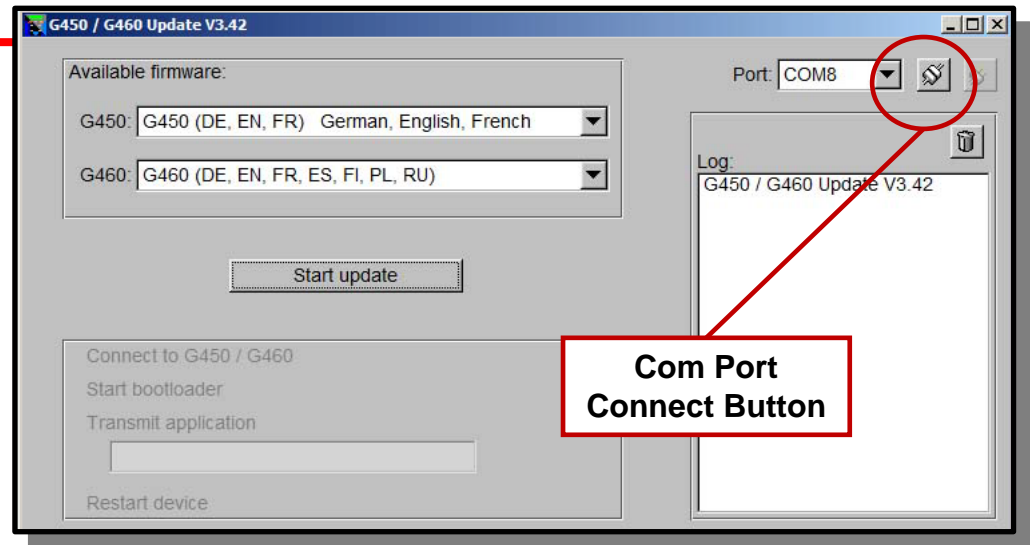 G450 / G460 Update V3.42
Available firmware:
G450: G450 (DE, EN, FR) German, English, French
G460: G460 (DE, EN, FR, ES, FI, PL, RU)
Start update
Connect to G450 / G460
Start bootloader
Transmit application
Restart device
Port: COM8
Log:
G450 / G460 Update V3.42
Com Port
Connect Button